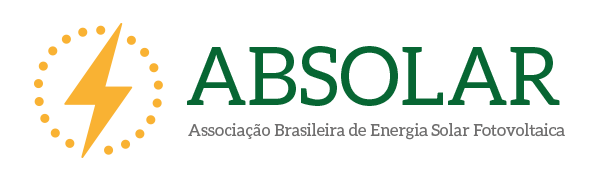 ABSOLAR
Associação Brasileira de Energia Solar Fotovoltaica